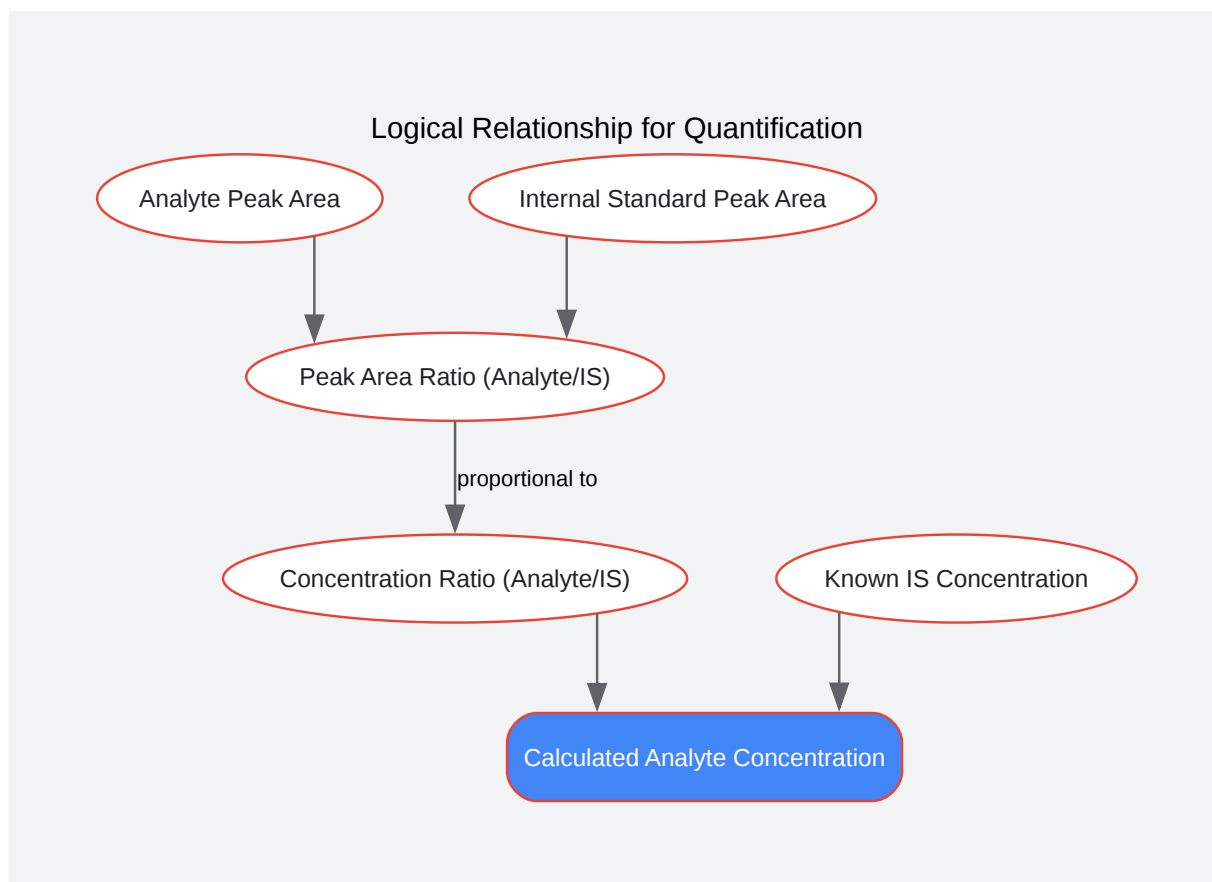 Logical Relationship for Quantification
Analyte Peak Area
Internal Standard Peak Area
Peak Area Ratio (Analyte/IS)
proportional to
Concentration Ratio (Analyte/IS)
Known IS Concentration
Calculated Analyte Concentration